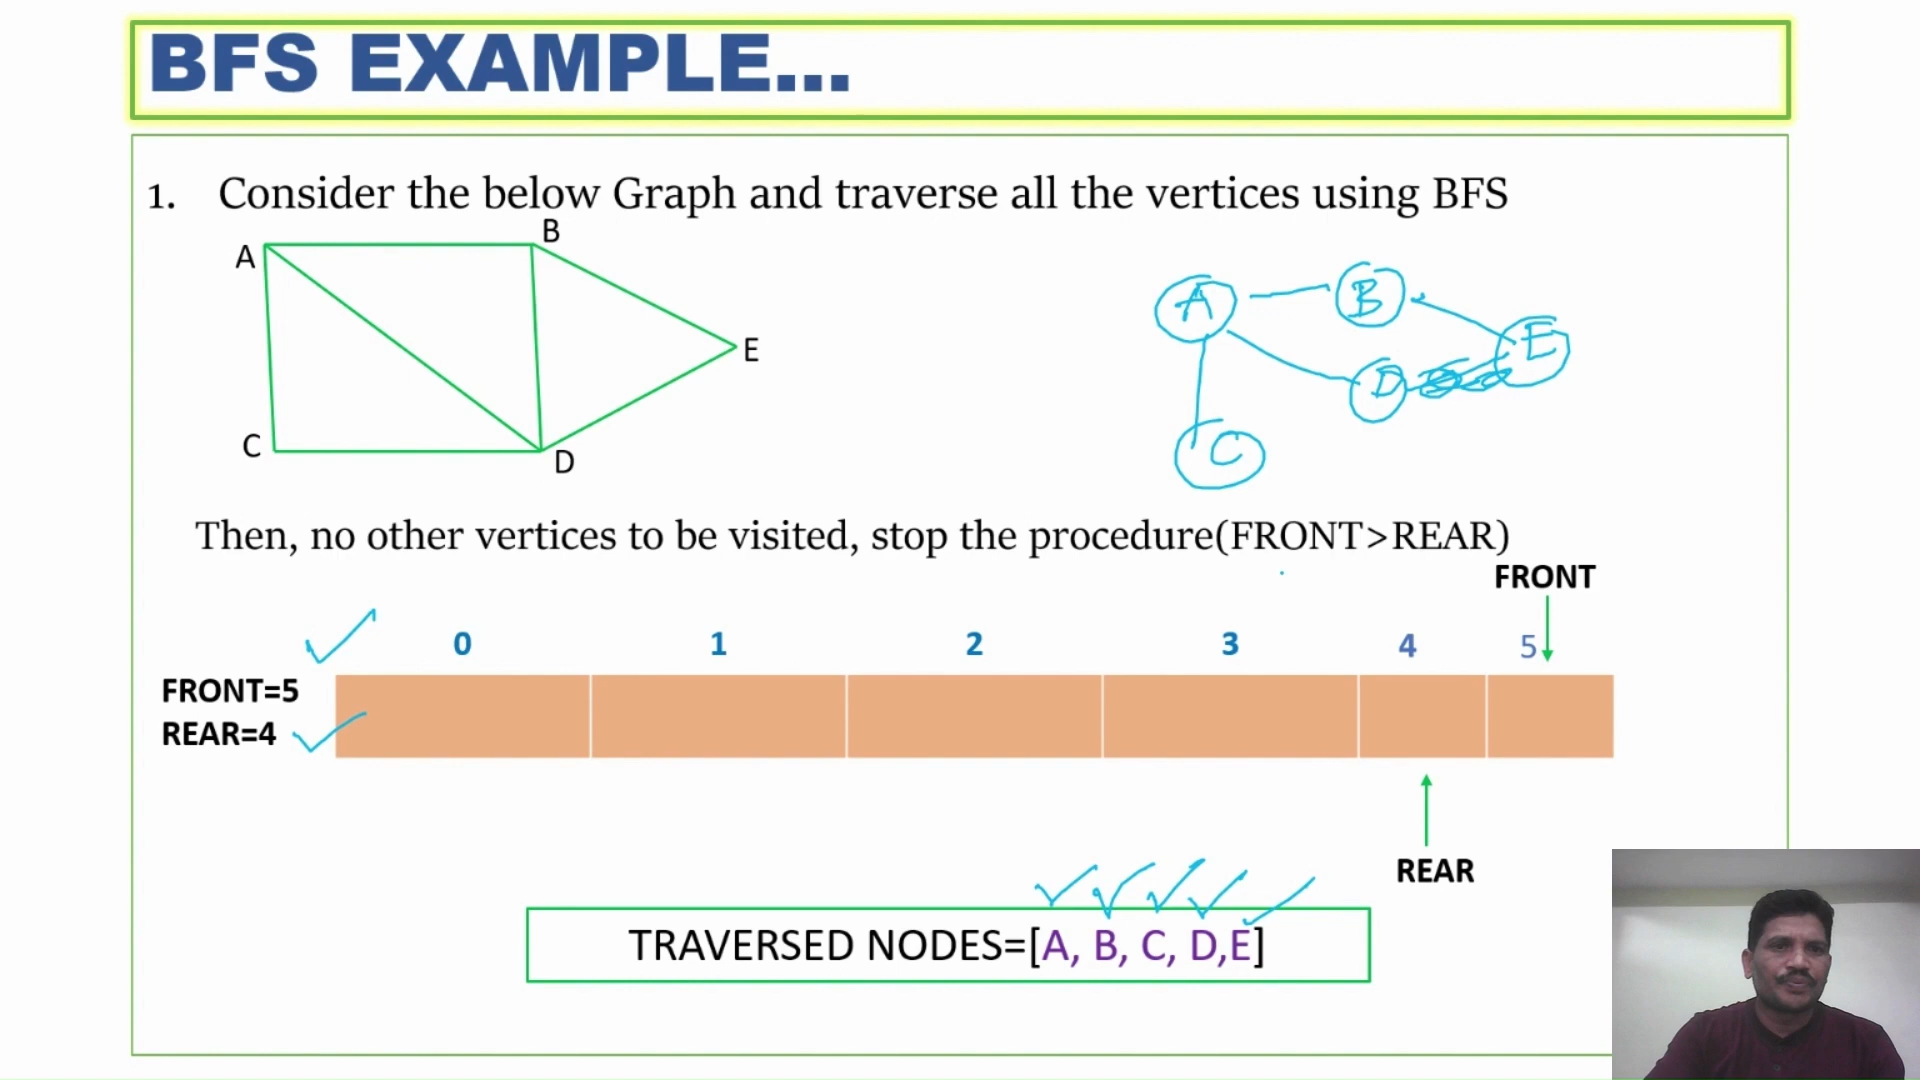 BFS EXAMPLE...
1. Consider the below Graph and traverse all the vertices using BFS
A
B
E
C
D
A
B
E
D
C
Then, no other vertices to be visited, stop the procedure(FRONT>REAR)
FRONT
0 1 2 3 4 5
FRONT=5
REAR=4
REAR
TRAVERSED NODES=[A, B, C, D,E]